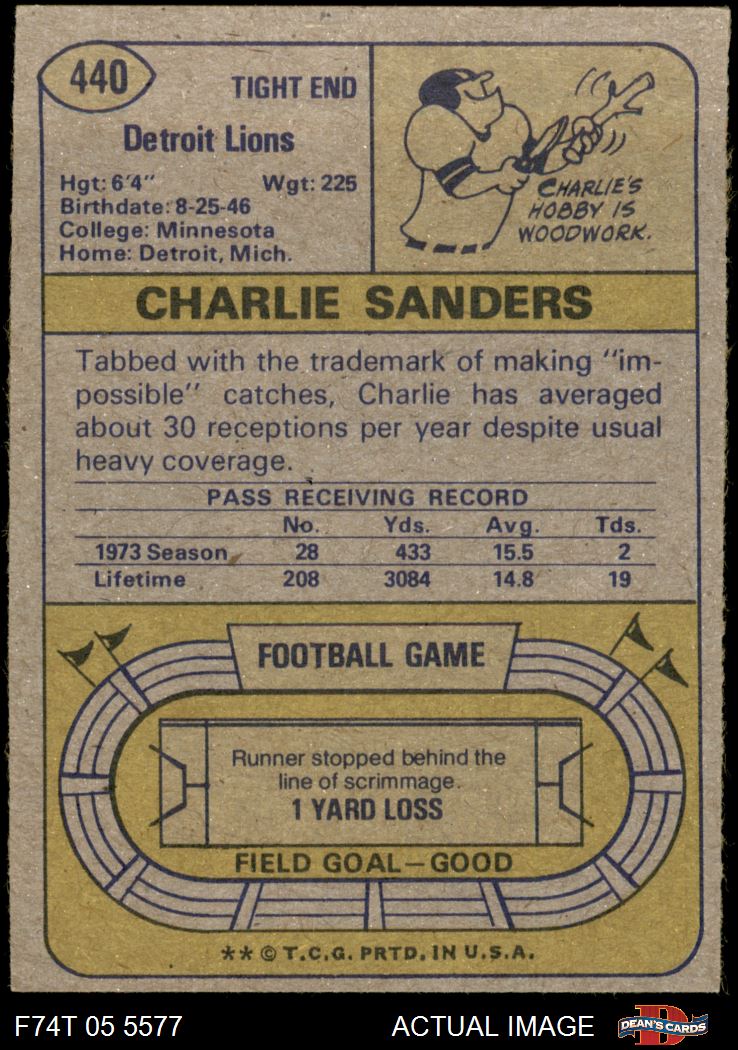 440
TIGHT END
Detroit Lions
Hgt: 6'4" Wgt: 225
Birthdate: 8-25-46
College: Minnesota
Home: Detroit, Mich.
CHARLIE'S
HOBBY IS
WOODWORK.
CHARLIE SANDERS
Tabbed with the trademark of making "im-
possible" catches, Charlie has averaged
about 30 receptions per year despite usual
heavy coverage.
PASS RECEIVING RECORD
No. Yds. Avg. Tds.
1973 Season 28 433 15.5 2
Lifetime 208 3084 14.8 19
FOOTBALL GAME
Runner stopped behind the
line of scrimmage.
1 YARD LOSS
FIELD GOAL—GOOD
** © T.C.G. PRTD. IN U.S.A.
F74T 05 5577 ACTUAL IMAGE D DEAN'S CARDS